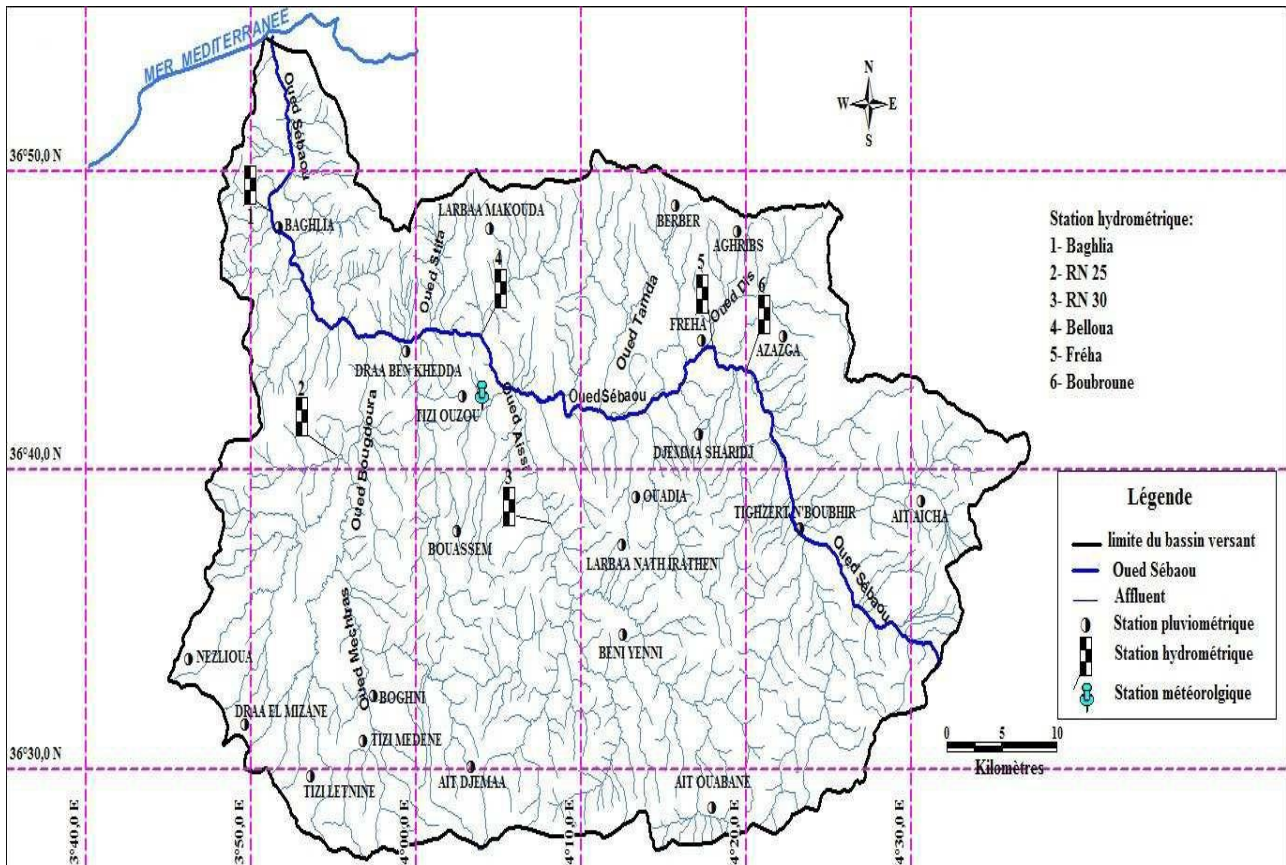 MER MEDITERRANEE
N
W
E
S
36°50,0 N
Oued Sébaou
1
BAGHLIA
LARBAA MAKOUDA
BERBER
AGHRIBS
Oued Stita
4
5
Oued Dis
6
Oued Tamda
FREHA
AZAZGA
Station hydrométrique:
1- Baghlia
2- RN 25
3- RN 30
4- Belloua
5- Fréha
6- Boubroune
DRAA BEN KHEDDA
2
TIZI OUZOU
Oued Aissi
Oued Sébaou
DJEMMA SHARIDJ
36°40,0 N
Oued Bougdoura
3
OUADIA
TIGHZERT N'BOUBHIR
AIT AICHA
BOUASSEM
LARBAA NATH IRATHEN
Oued Sébaou
Légende
limite du bassin versant
Oued Sébaou
Affluent
Station pluviométrique
Station hydrométrique
Station météorolgique
Oued Mechtras
BENI YENNI
NEZLIOUA
BOGHNI
DRAA EL MIZANE
TIZI MEDENE
0
5
10
Kilomètres
36°30,0 N
TIZI LETNINE
AIT DJEMAA
AIT OUABANE
3°40,0 E
3°50,0 E
4°00,0 E
4°10,0 E
4°20,0 E
4°30,0 E